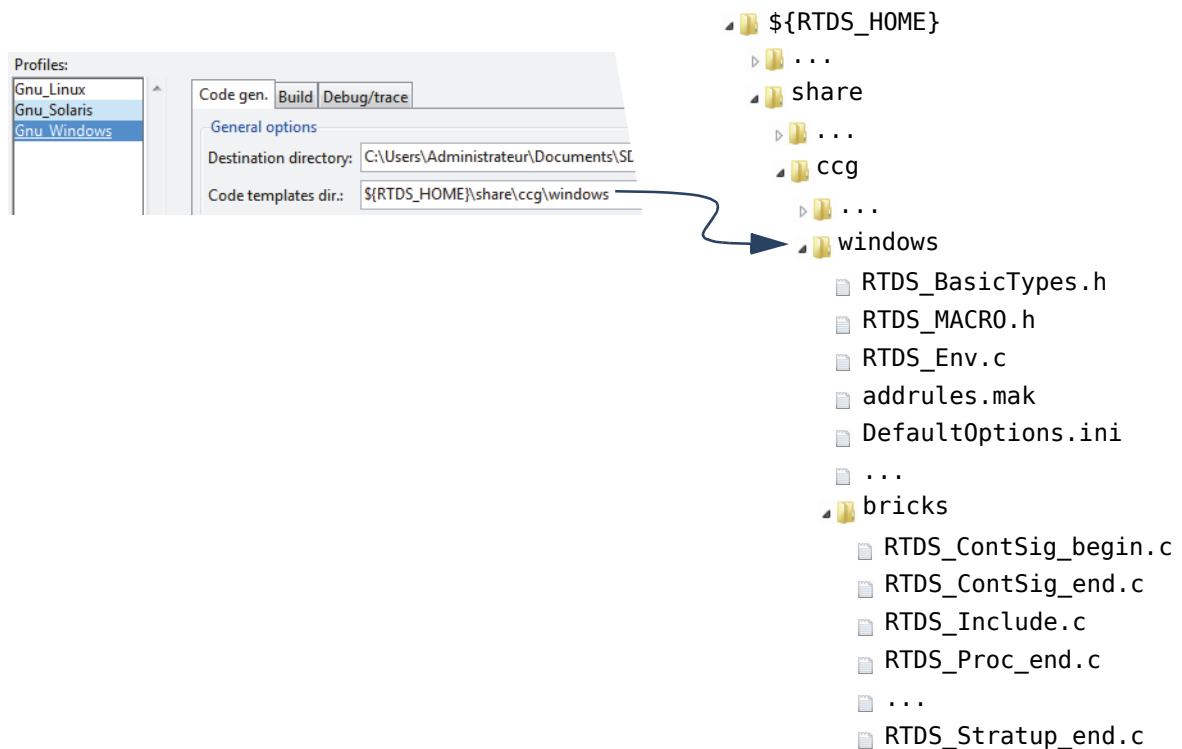 Profiles:
Gnu_Linux
Gnu_Solaris
Gnu_Windows
Code gen. Build Debug/trace
General options
Destination directory: C:\Users\Administrateur\Documents\SD
Code templates dir.: ${RTDS_HOME}\share\ccg\windows
${RTDS_HOME}
...
share
...
ccg
...
windows
RTDS_BasicTypes.h
RTDS_MACRO.h
RTDS_Env.c
addrules.mak
DefaultOptions.ini
...
bricks
RTDS_ContSig_begin.c
RTDS_ContSig_end.c
RTDS_Include.c
RTDS_Proc_end.c
...
RTDS_Stratup_end.c